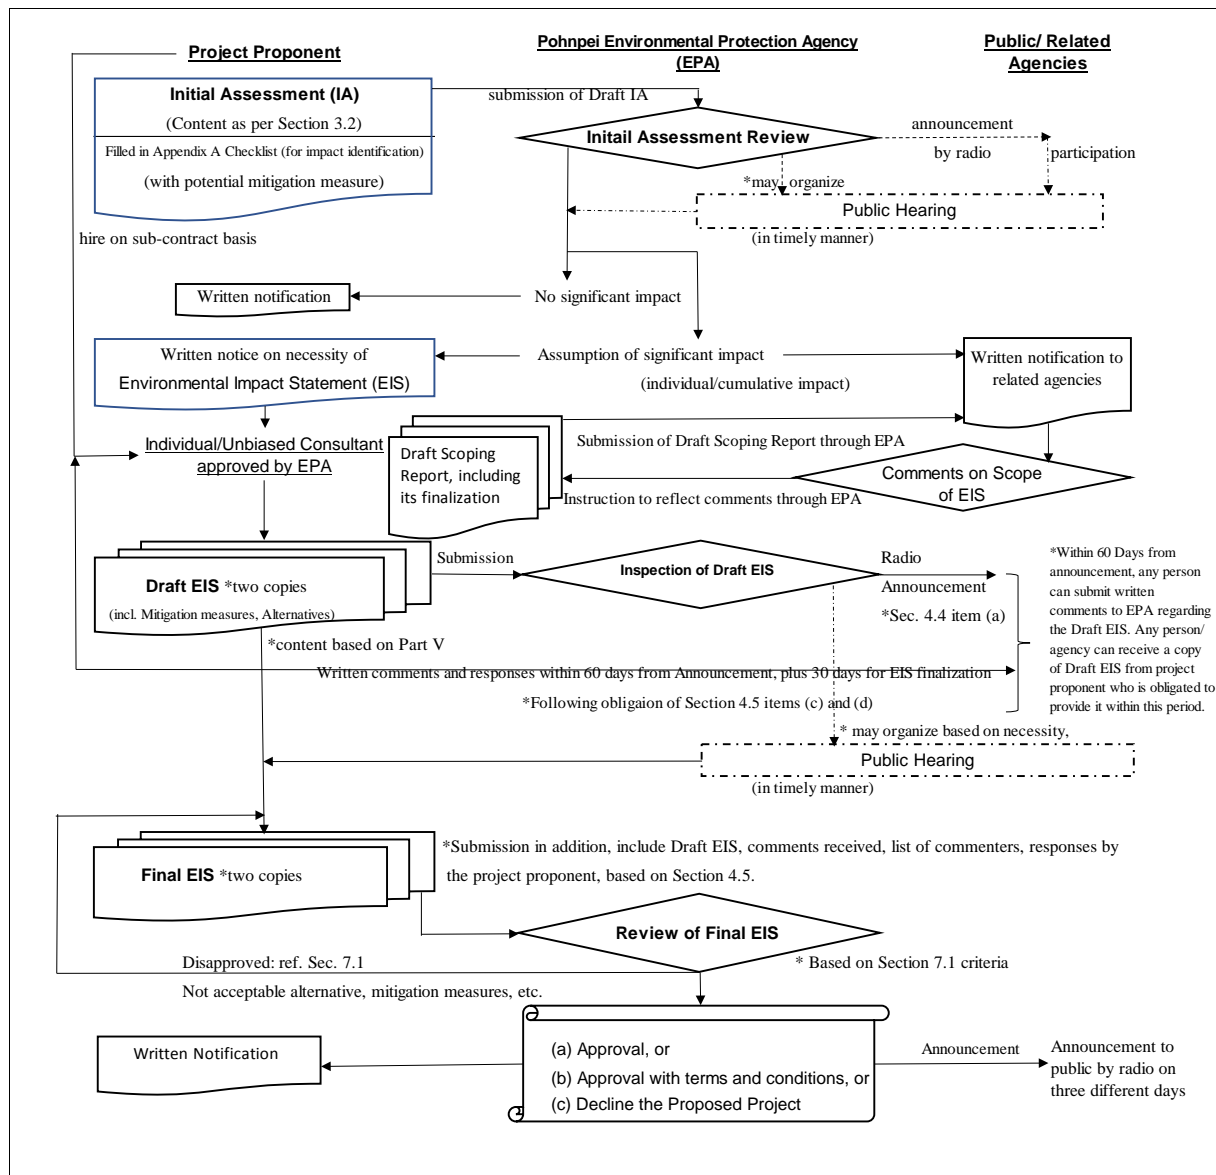 Project Proponent
Pohnpei Environmental Protection Agency
(EPA)
Public/ Related
Agencies
Initial Assessment (IA)
(Content as per Section 3.2)
Filled in Appendix A Checklist (for impact identification)
(with potential mitigation measure)
submission of Draft IA
Initail Assessment Review
announcement
by radio
participation
*may organize
Public Hearing
(in timely manner)
hire on sub-contract basis
Written notification
No significant impact
Written notice on necessity of
Environmental Impact Statement (EIS)
Assumption of significant impact
(individual/cumulative impact)
Written notification to
related agencies
Individual/Unbiased Consultant
approved by EPA
Draft Scoping
Report, including
its finalization
Submission of Draft Scoping Report through EPA
Comments on Scope
of EIS
Instruction to reflect comments through EPA
Draft EIS *two copies
(incl. Mitigation measures, Alternatives)
Submission
Inspection of Draft EIS
Radio
Announcement
*Sec. 4.4 item (a)
*Within 60 Days from
announcement, any person
can submit written
comments to EPA regarding
the Draft EIS. Any person/
agency can receive a copy
of Draft EIS from project
proponent who is obligated to
provide it within this period.
*content based on Part V
Written comments and responses within 60 days from Announcement, plus 30 days for EIS finalization
*Following obligaion of Section 4.5 items (c) and (d)
* may organize based on necessity,
Public Hearing
(in timely manner)
Final EIS *two copies
*Submission in addition, include Draft EIS, comments received, list of commenters, responses by
the project proponent, based on Section 4.5.
Review of Final EIS
* Based on Section 7.1 criteria
Disapproved: ref. Sec. 7.1
Not acceptable alternative, mitigation measures, etc.
Written Notification
(a) Approval, or
(b) Approval with terms and conditions, or
(c) Decline the Proposed Project
Announcement
Announcement to
public by radio on
three different days